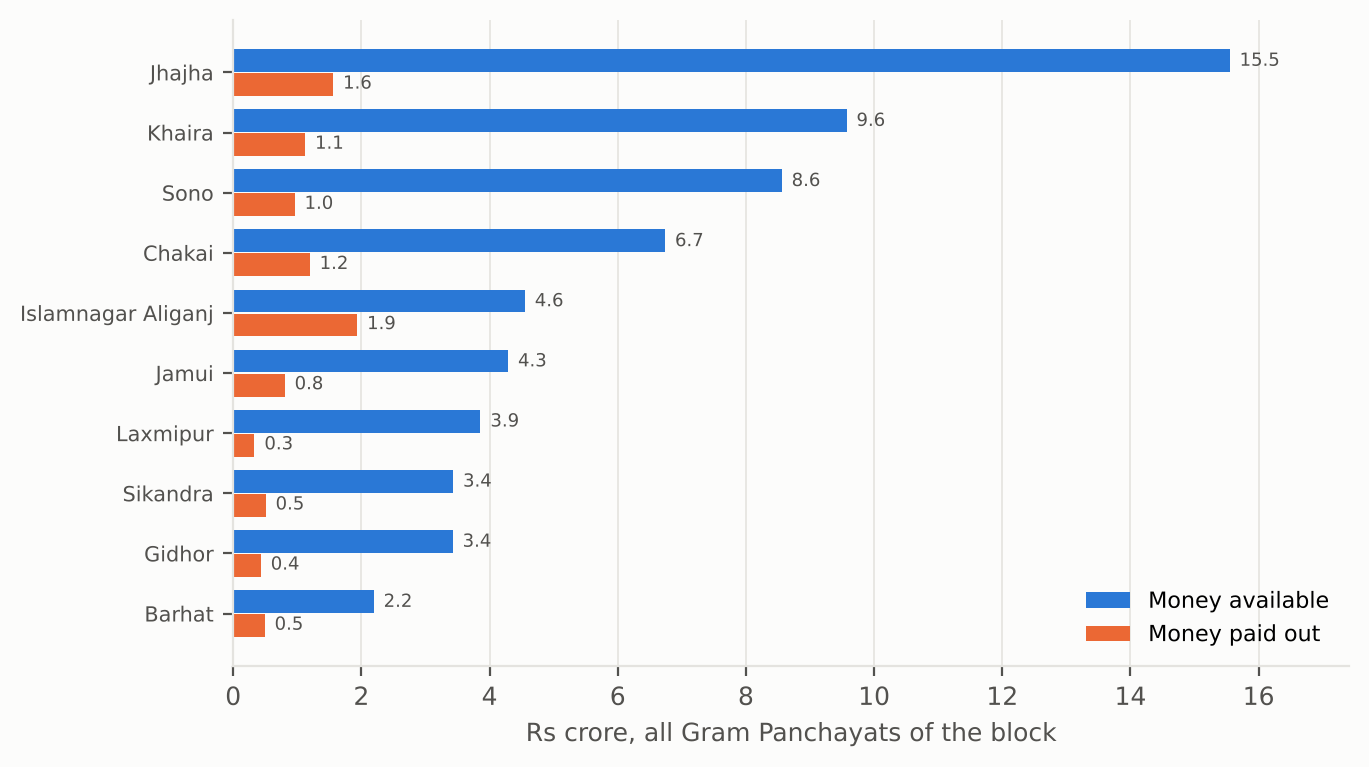 Jhajha 15.5
1.6
Khaira 9.6
1.1
Sono 8.6
1.0
Chakai 6.7
1.2
Islamnagar Aliganj 4.6
1.9
Jamui 4.3
0.8
Laxmipur 3.9
0.3
Sikandra 3.4
0.5
Gidhor 3.4
0.4
Barhat 2.2
0.5
Money available
Money paid out
0 2 4 6 8 10 12 14 16
Rs crore, all Gram Panchayats of the block